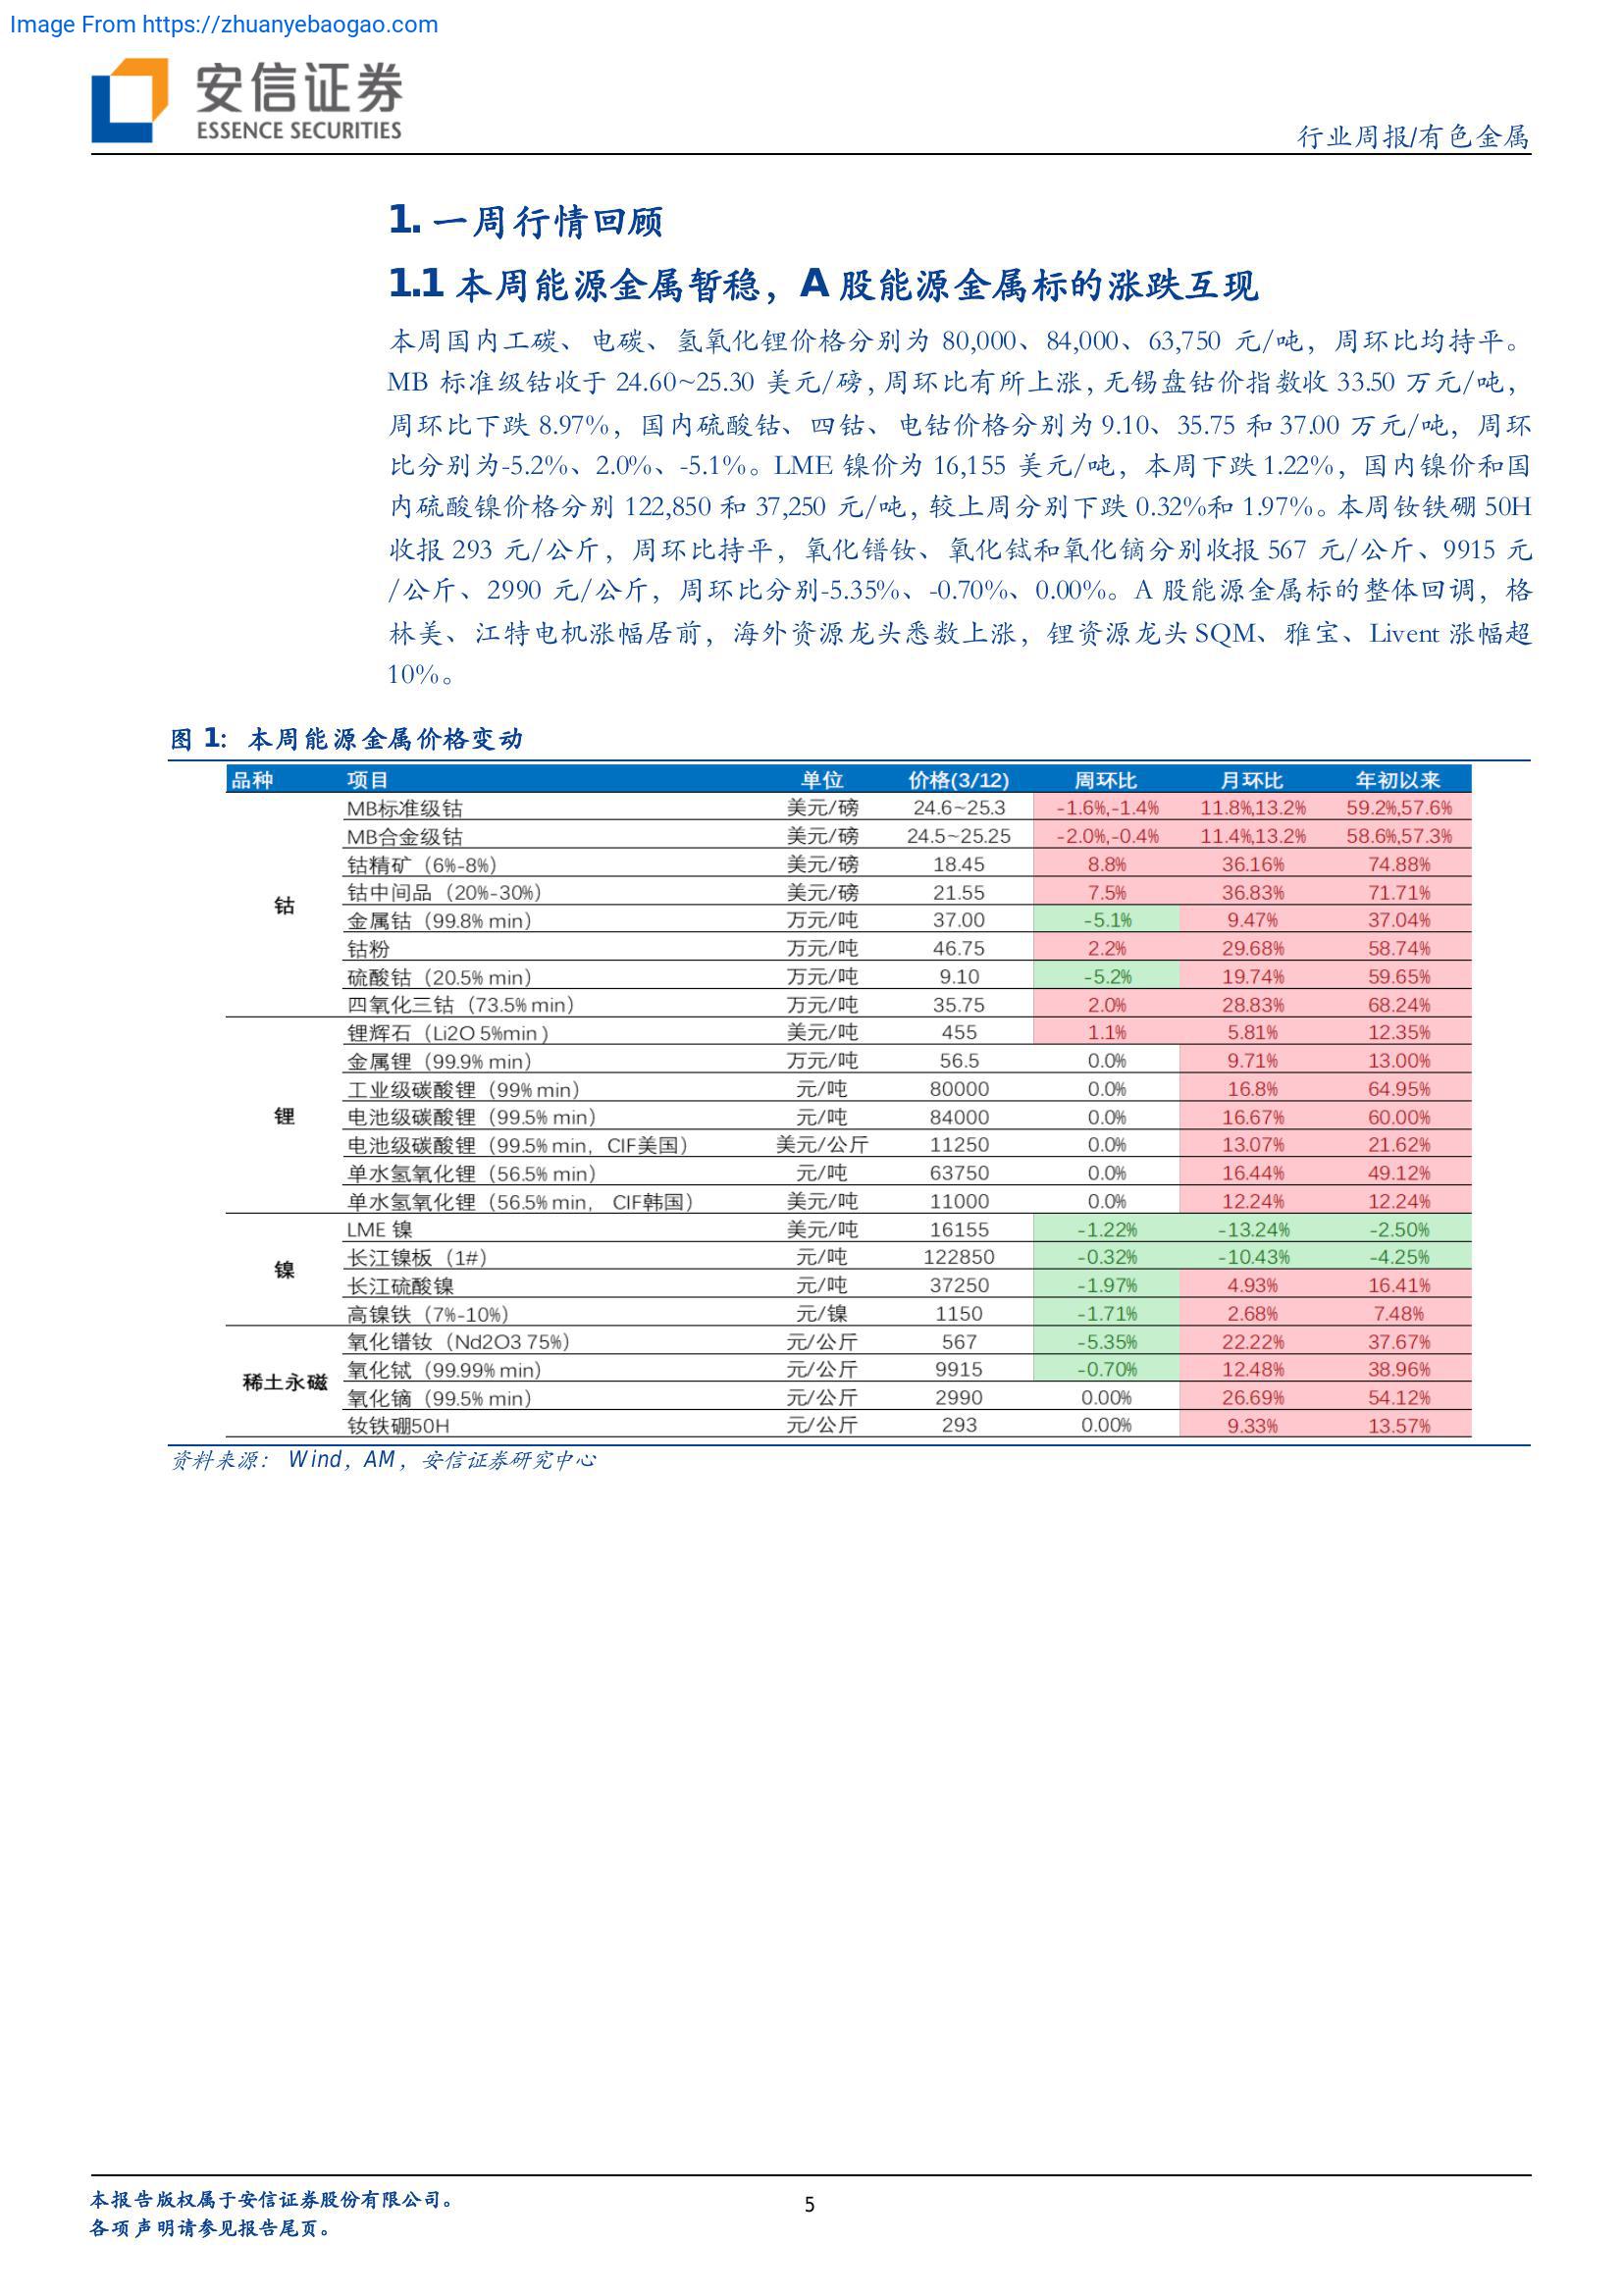 Image From https://zhuanyebaogao.com
安信证券
ESSENCE SECURITIES
行业周报/有色金属
1. 一周行情回顾
1.1 本周能源金属暂稳，A 股能源金属标的涨跌互现
本周国内工碳、电碳、氢氧化锂价格分别为 80,000、84,000、63,750 元/吨，周环比均持平。
MB 标准级钴收于 24.60~25.30 美元/磅，周环比有所上涨，无锡盘钴价指数收 33.50 万元/吨，
周环比下跌 8.97%，国内硫酸钴、四钴、电钴价格分别为 9.10、35.75 和 37.00 万元/吨，周环
比分别为-5.2%、2.0%、-5.1%。LME 镍价为 16,155 美元/吨，本周下跌 1.22%，国内镍价和国
内硫酸镍价格分别 122,850 和 37,250 元/吨，较上周分别下跌 0.32%和 1.97%。本周钕铁硼 50H
收报 293 元/公斤，周环比持平，氧化镨钕、氧化铽和氧化镝分别收报 567 元/公斤、9915 元
/公斤、2990 元/公斤，周环比分别-5.35%、-0.70%、0.00%。A 股能源金属标的整体回调，格
林美、江特电机涨幅居前，海外资源龙头悉数上涨，锂资源龙头 SQM、雅宝、Livent 涨幅超
10%。
图 1： 本周能源金属价格变动
品种 项目 单位 价格(3/12) 周环比 月环比 年初以来
MB标准级钴 美元/磅 24.6~25.3 -1.6%,-1.4% 11.8%,13.2% 59.2%,57.6%
MB合金级钴 美元/磅 24.5~25.25 -2.0%,-0.4% 11.4%,13.2% 58.6%,57.3%
钴精矿（6%-8%） 美元/磅 18.45 8.8% 36.16% 74.88%
钴中间品（20%-30%） 美元/磅 21.55 7.5% 36.83% 71.71%
钴
金属钴（99.8% min） 万元/吨 37.00 -5.1% 9.47% 37.04%
钴粉 万元/吨 46.75 2.2% 29.68% 58.74%
硫酸钴（20.5% min） 万元/吨 9.10 -5.2% 19.74% 59.65%
四氧化三钴（73.5% min） 万元/吨 35.75 2.0% 28.83% 68.24%
锂辉石（Li2O 5%min ） 美元/吨 455 1.1% 5.81% 12.35%
金属锂（99.9% min） 万元/吨 56.5 0.0% 9.71% 13.00%
工业级碳酸锂（99% min） 元/吨 80000 0.0% 16.8% 64.95%
锂 电池级碳酸锂（99.5% min） 元/吨 84000 0.0% 16.67% 60.00%
电池级碳酸锂（99.5% min，CIF美国） 美元/公斤 11250 0.0% 13.07% 21.62%
单水氢氧化锂（56.5% min） 元/吨 63750 0.0% 16.44% 49.12%
单水氢氧化锂（56.5% min， CIF韩国） 美元/吨 11000 0.0% 12.24% 12.24%
LME 镍 美元/吨 16155 -1.22% -13.24% -2.50%
长江镍板（1#） 元/吨 122850 -0.32% -10.43% -4.25%
镍
长江硫酸镍 元/吨 37250 -1.97% 4.93% 16.41%
高镍铁（7%-10%） 元/镍 1150 -1.71% 2.68% 7.48%
氧化镨钕（Nd2O3 75%） 元/公斤 567 -5.35% 22.22% 37.67%
氧化铽（99.99% min） 元/公斤 9915 -0.70% 12.48% 38.96%
稀土永磁
氧化镝（99.5% min） 元/公斤 2990 0.00% 26.69% 54.12%
钕铁硼50H 元/公斤 293 0.00% 9.33% 13.57%
资料来源： Wind，AM，安信证券研究中心
本报告版权属于安信证券股份有限公司。
各项声明请参见报告尾页。
5